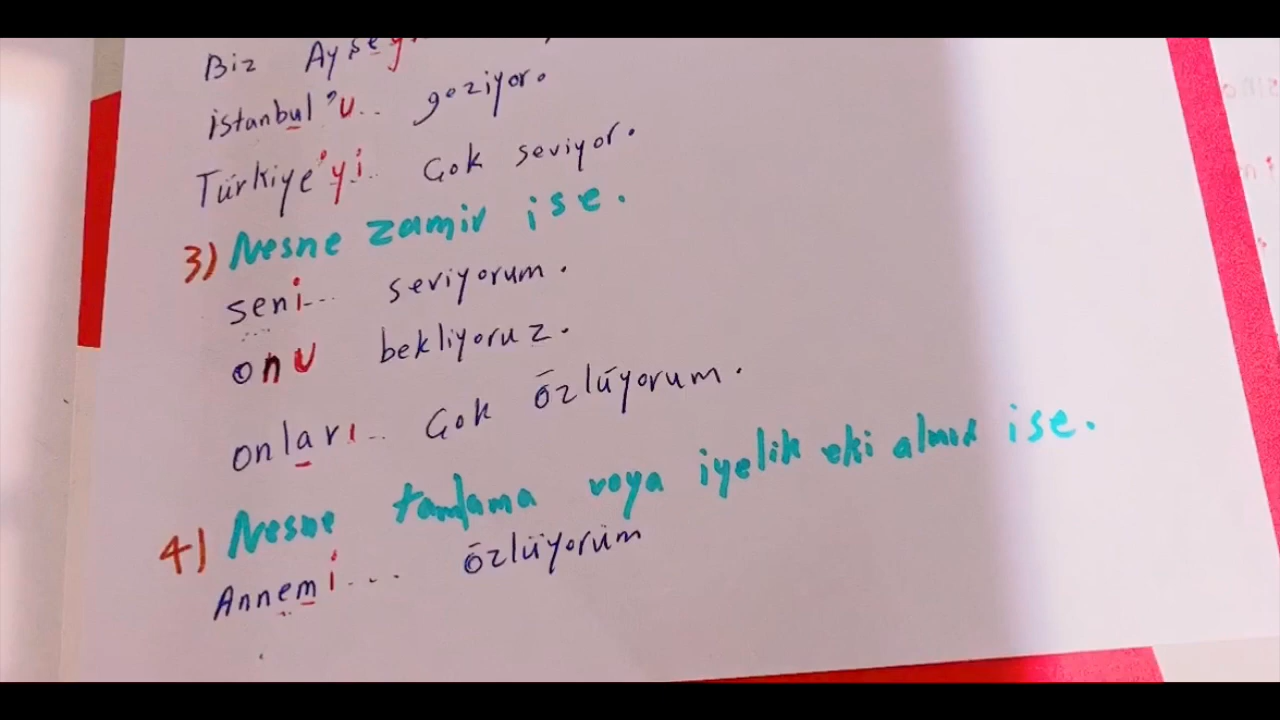 Biz Ayşe'y
istanbul'u.. geziyor.
Türkiye'yi.. çok seviyor.
3) Nesne zamir ise.
seni... seviyorum.
onu bekliyoruz.
onları.. çok özlüyorum.
4) Nesne tamlama veya iyelik eki almış ise.
Annemi.... özlüyorum